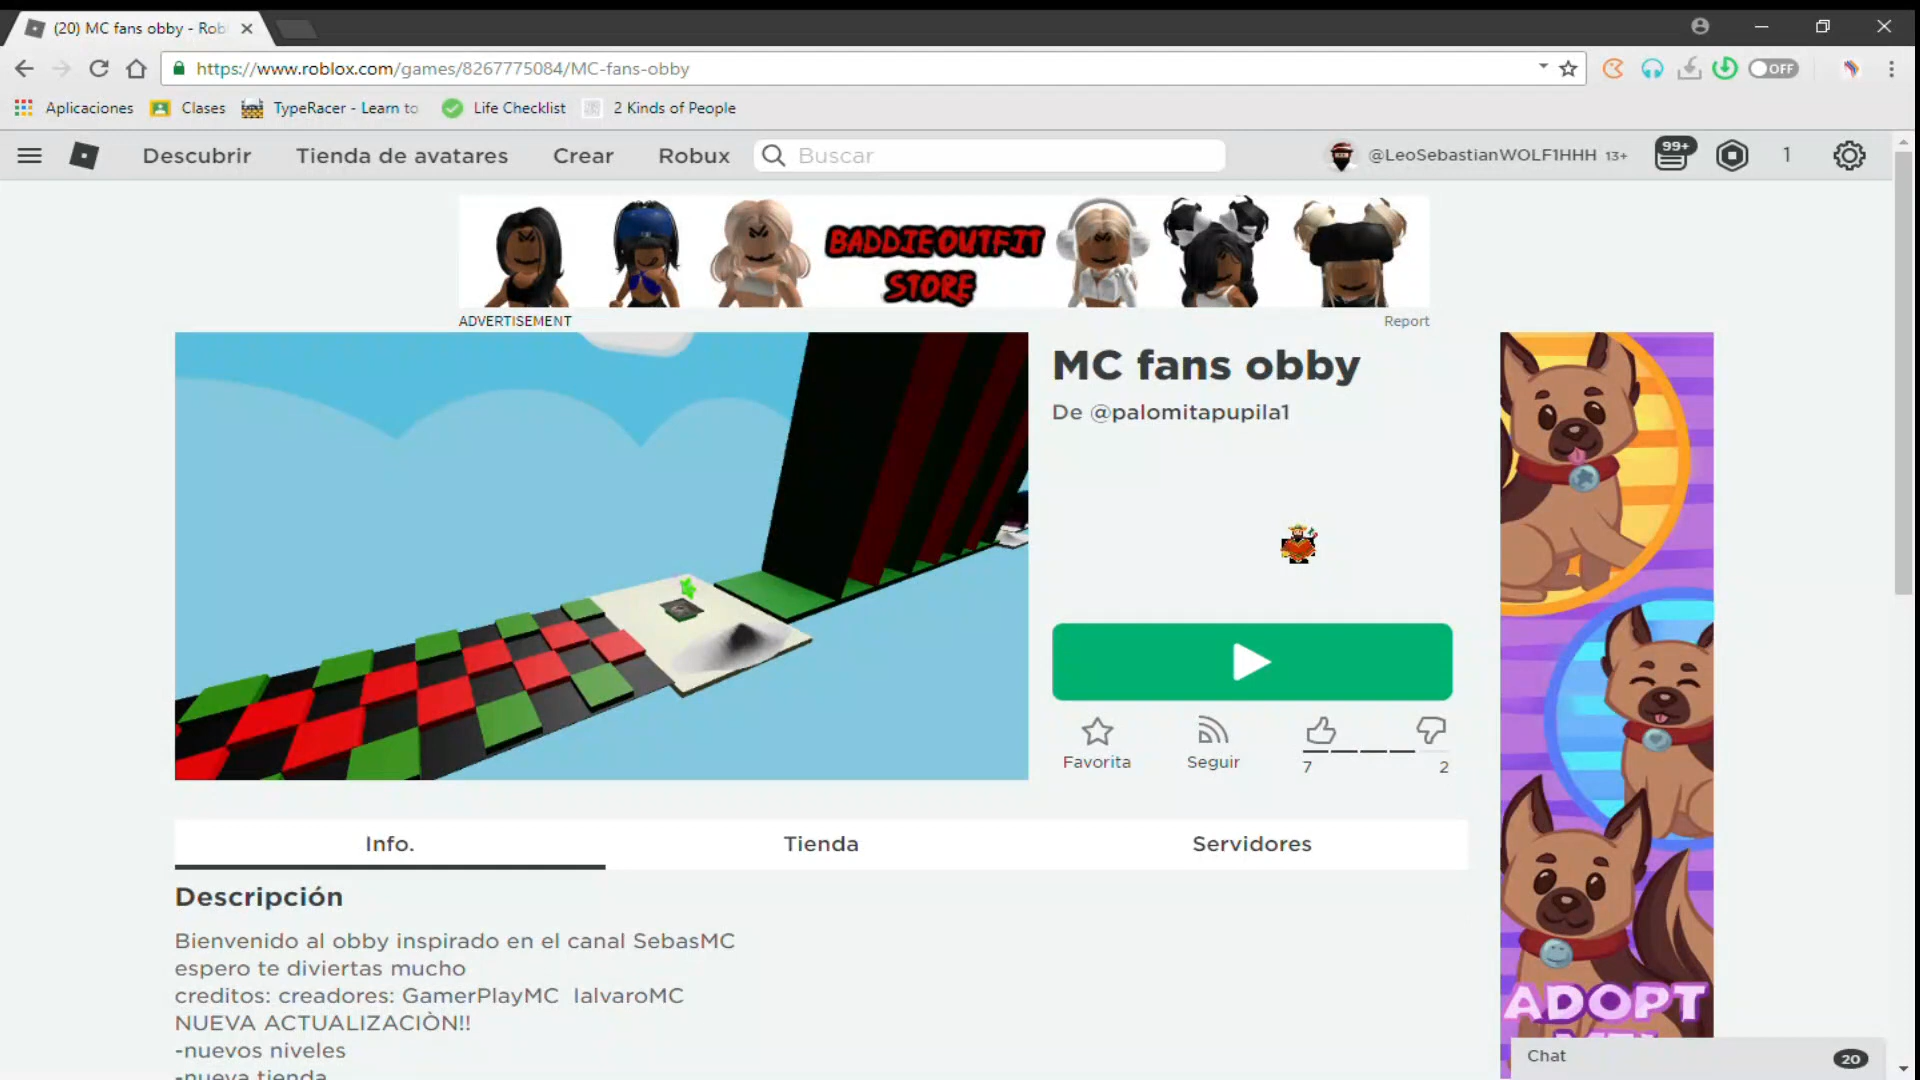 (20) MC fans obby - Rob
https://www.roblox.com/games/8267775084/MC-fans-obby
OFF
Aplicaciones
Clases
TypeRacer - Learn to
Life Checklist
2 Kinds of People
Descubrir
Tienda de avatares
Crear
Robux
Buscar
@LeoSebastianWOLF1HHH 13+
99+
1
BADDIE OUTFIT
STORE
ADVERTISEMENT
Report
MC fans obby
De @palomitapupila1
Favorita
Seguir
7
2
Info.
Tienda
Servidores
Descripción
Bienvenido al obby inspirado en el canal SebasMC
espero te diviertas mucho
creditos: creadores: GamerPlayMC IalvaroMC
NUEVA ACTUALIZACIÒN!!
-nuevos niveles
-nueva tienda
ADOPT
Chat
20